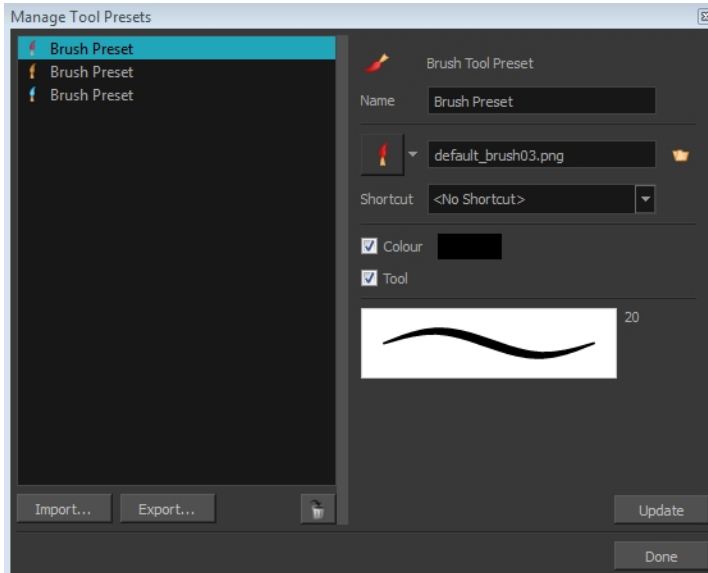 Manage Tool Presets
Brush Preset
Brush Preset
Brush Preset
Import...
Export...
Brush Tool Preset
Name
Brush Preset
default_brush03.png
Shortcut
<No Shortcut>
Colour
Tool
20
Update
Done